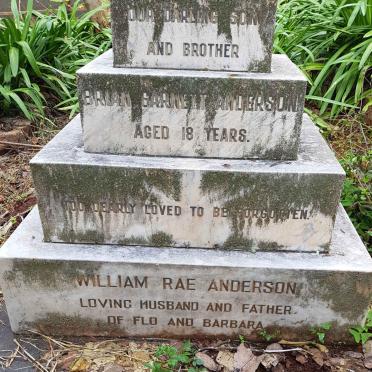 OUR DARLING SON
AND BROTHER
BRIAN GARNETT ANDERSON
AGED 18 YEARS.
TOO DEARLY LOVED TO BE FORGOTTEN.
WILLIAM RAE ANDERSON.
LOVING HUSBAND AND FATHER
OF FLO AND BARBARA